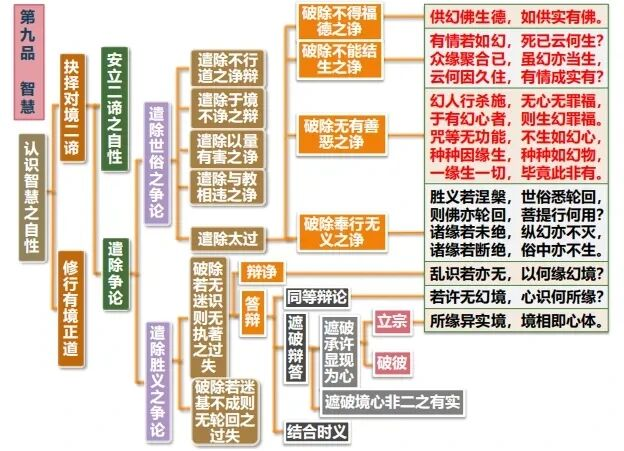 第九品 智慧
认识智慧之自性
抉择对境二谛
修行有境正道
安立二谛之自性
遣除争论
遣除世俗之争论
遣除胜义之争论
遣除不行
道之诤辩
遣除于境
不诤之辩
遣除以量
有害之诤
遣除与教
相违之诤
遣除太过
破除不得福
德之诤
破除不能结
生之诤
破除无有善
恶之诤
破除奉行无
义之诤
供幻佛生德，如供实有佛。
有情若如幻，死已云何生？
众缘聚合已，虽幻亦当生，
云何因久住，有情成实有？
幻人行杀施，无心无罪福，
于有幻心者，则生幻罪福。
咒等无功能，不生如幻心，
种种因缘生，种种如幻物，
一缘生一切，毕竟此非有。
胜义若涅槃，世俗悉轮回，
则佛亦轮回，菩提行何用？
诸缘若未绝，纵幻亦不灭，
诸缘若断绝，俗中亦不生。
破除无识无著
若迷则执之过
失
辩诤
乱识若亦无，以何缘幻境？
答辩
同等辩论
若许无幻境，心识何所缘？
遮破辩答
遮破
承许
显现
为心
立宗
所缘异实境，境相即心体。
破彼
遮破境心非二之有实
结合时义
破除若迷
基不成则
无轮回之
过失